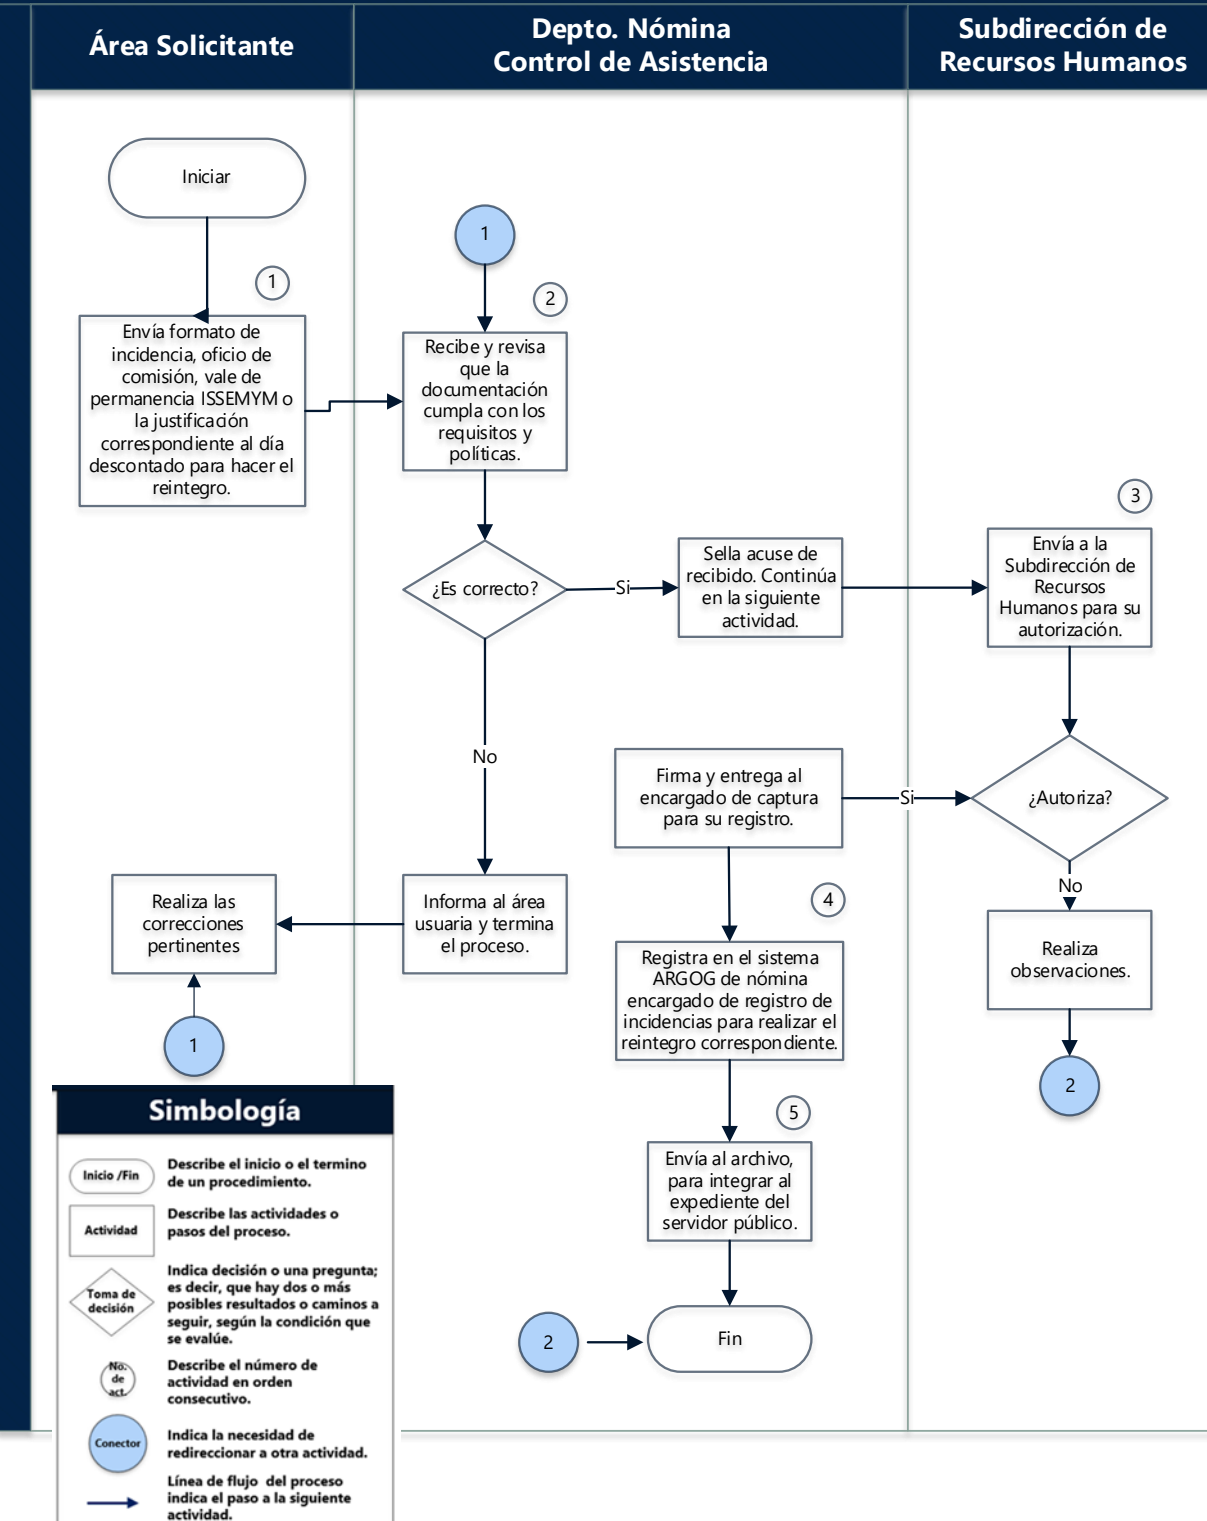 Área Solicitante
Depto. Nómina
Control de Asistencia
Subdirección de
Recursos Humanos
Iniciar
1
Envía formato de
incidencia, oficio de
comisión, vale de
permanencia ISSEMYM o
la justificación
correspondiente al día
descontado para hacer el
reintegro.
1
2
Recibe y revisa
que la
documentación
cumpla con los
requisitos y
políticas.
¿Es correcto?
Si
Sella acuse de
recibido. Continúa
en la siguiente
actividad.
3
Envía a la
Subdirección de
Recursos
Humanos para su
autorización.
No
Firma y entrega al
encargado de captura
para su registro.
Si
¿Autoriza?
No
Realiza las
correcciones
pertinentes
Informa al área
usuaria y termina
el proceso.
4
Registra en el sistema
ARGOG de nómina
encargado de registro de
incidencias para realizar el
reintegro correspondiente.
Realiza
observaciones.
1
2
5
Envía al archivo,
para integrar al
expediente del
servidor público.
2
Fin
Simbología
Inicio /Fin
Describe el inicio o el termino
de un procedimiento.
Actividad
Describe las actividades o
pasos del proceso.
Toma de
decisión
Indica decisión o una pregunta;
es decir, que hay dos o más
posibles resultados o caminos a
seguir, según la condición que
se evalúe.
No.
de
act.
Describe el número de
actividad en orden
consecutivo.
Conector
Indica la necesidad de
redireccionar a otra actividad.
Línea de flujo del proceso
indica el paso a la siguiente
actividad.